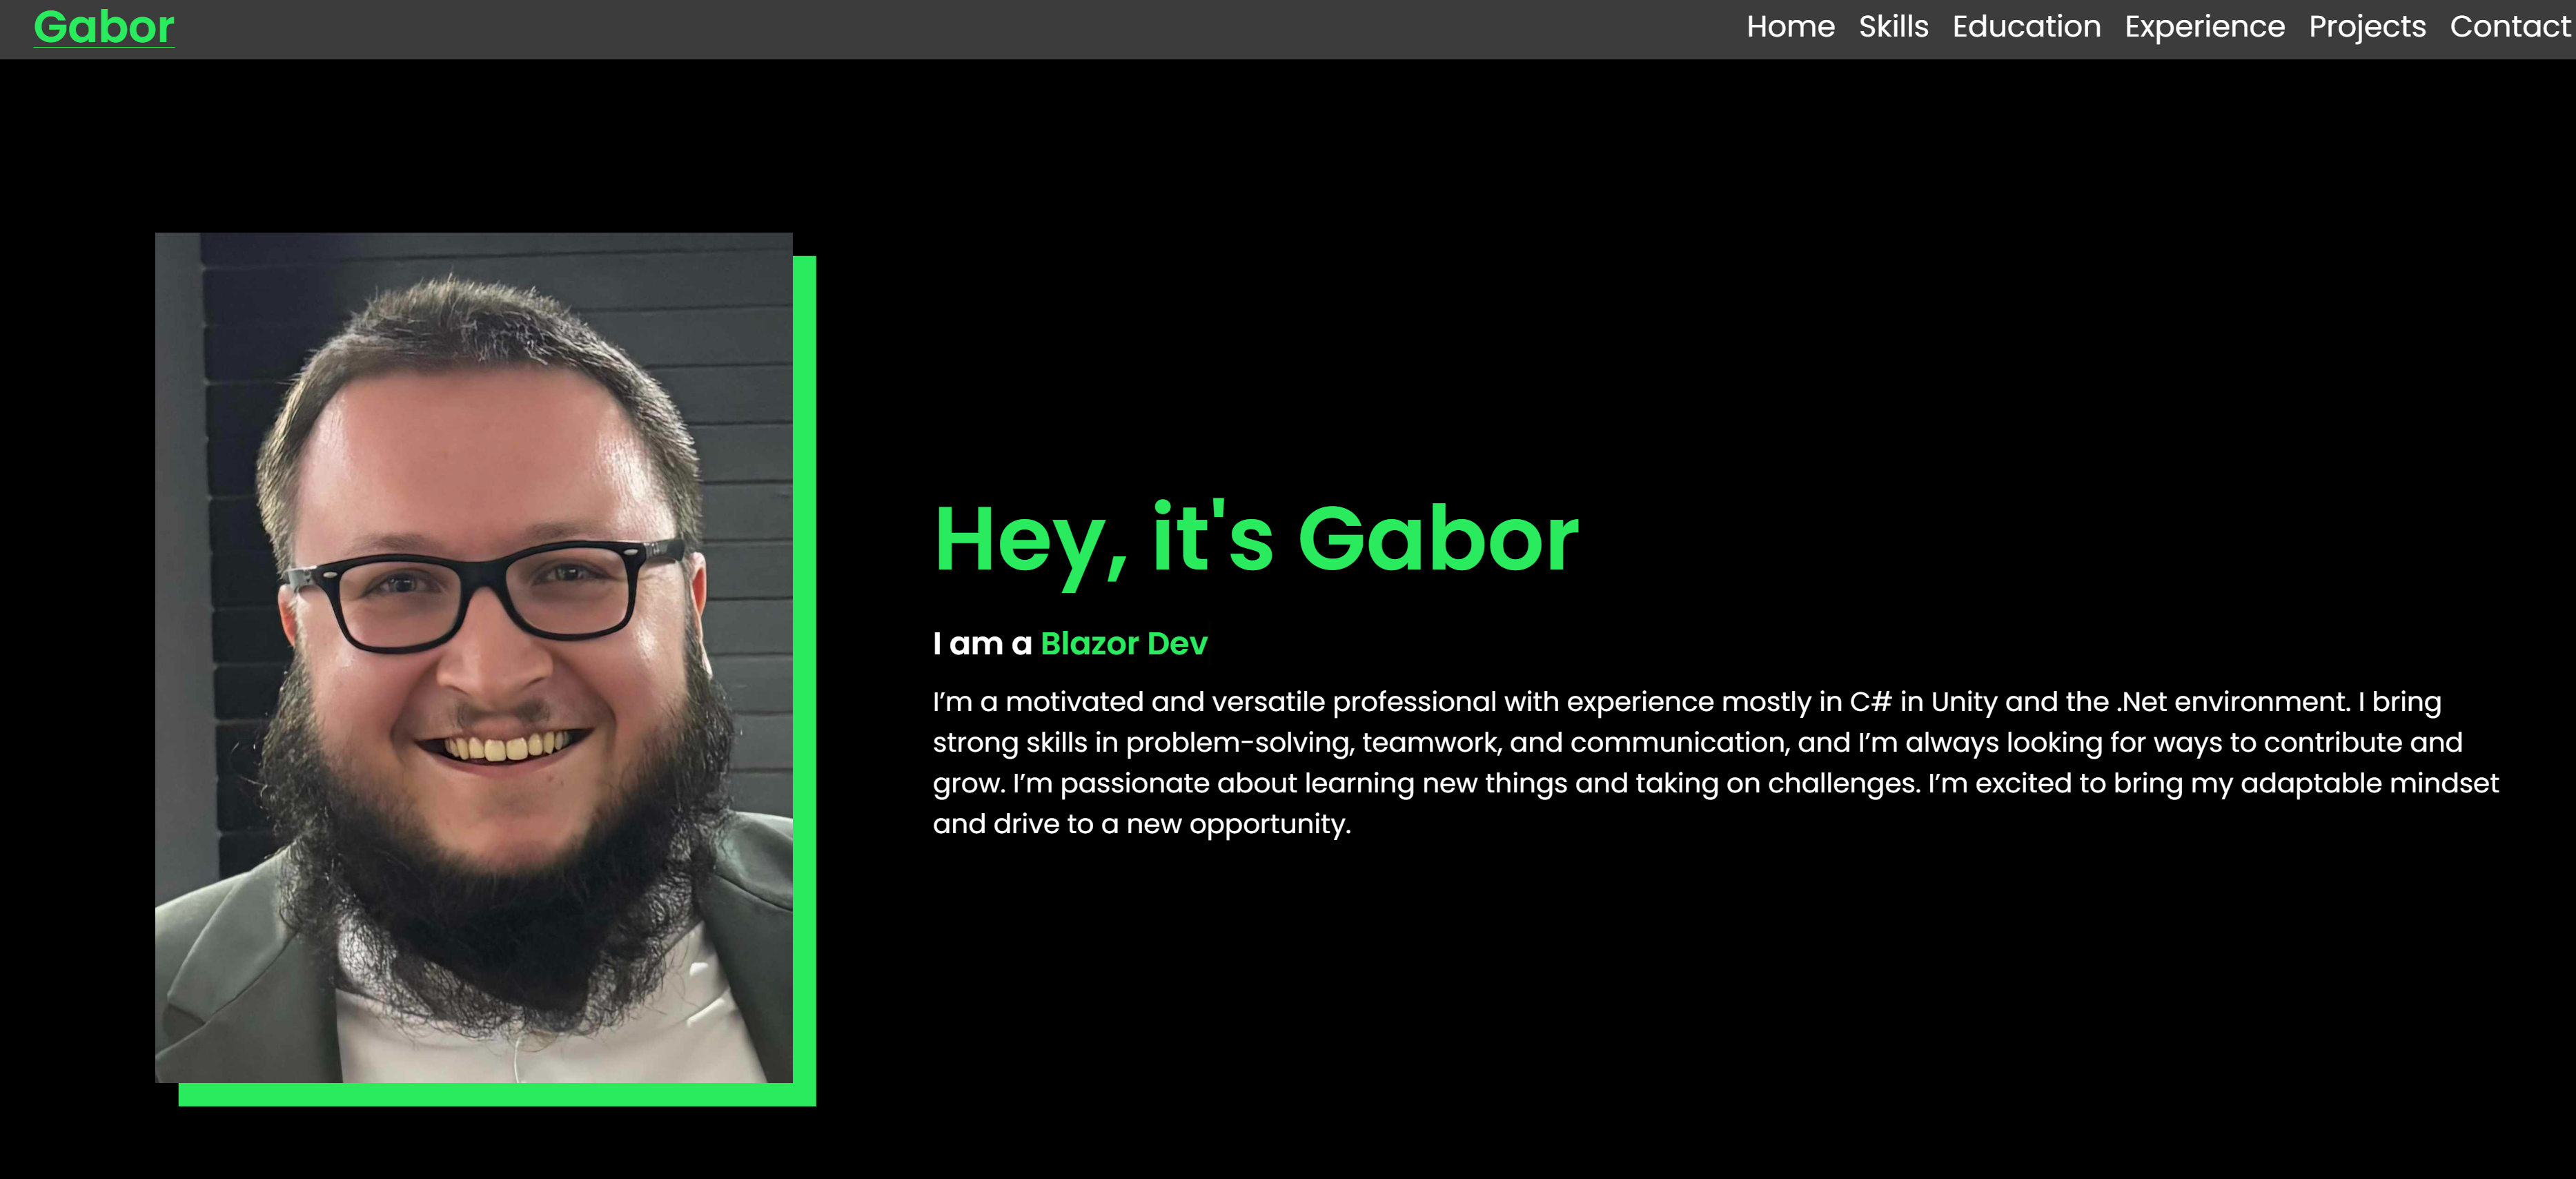 Gabor
Home Skills Education Experience Projects Contact
Hey, it's Gabor
I am a Blazor Dev
I’m a motivated and versatile professional with experience mostly in C# in Unity and the .Net environment. I bring
strong skills in problem-solving, teamwork, and communication, and I’m always looking for ways to contribute and
grow. I’m passionate about learning new things and taking on challenges. I’m excited to bring my adaptable mindset
and drive to a new opportunity.